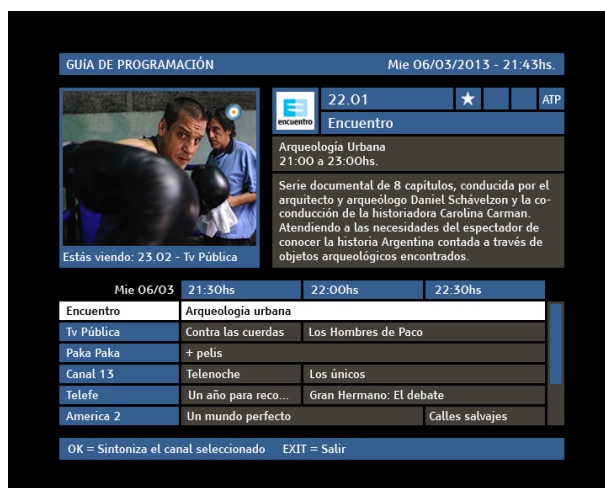 GUíA DE PROGRAMACIÓN Mie 06/03/2013 - 21:43hs.
22.01 ATP
encuentro
Encuentro
Arqueología Urbana
21:00 a 23:00hs.
Serie documental de 8 capítulos, conducida por el
arquitecto y arqueólogo Daniel Schávelzon y la co-
conducción de la historiadora Carolina Carman.
Atendiendo a las necesidades del espectador de
conocer la historia Argentina contada a través de
objetos arqueológicos encontrados.
Estás viendo: 23.02 - Tv Pública
Mie 06/03 21:30hs 22:00hs 22:30hs
Encuentro Arqueología urbana
Tv Pública Contra las cuerdas Los Hombres de Paco
Paka Paka + pelis
Canal 13 Telenoche Los únicos
Telefe Un año para reco... Gran Hermano: El debate
America 2 Un mundo perfecto Calles salvajes
OK = Sintoniza el canal seleccionado EXIT = Salir